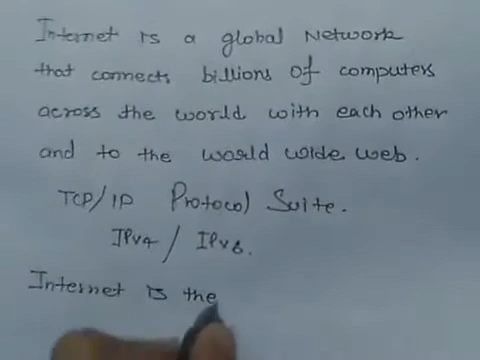 Internet is a global Network
that connects billions of computers
across the world with each other
and to the world wide web.
TCP/IP Protocol Suite.
IPv4 / IPv6.
Internet is the